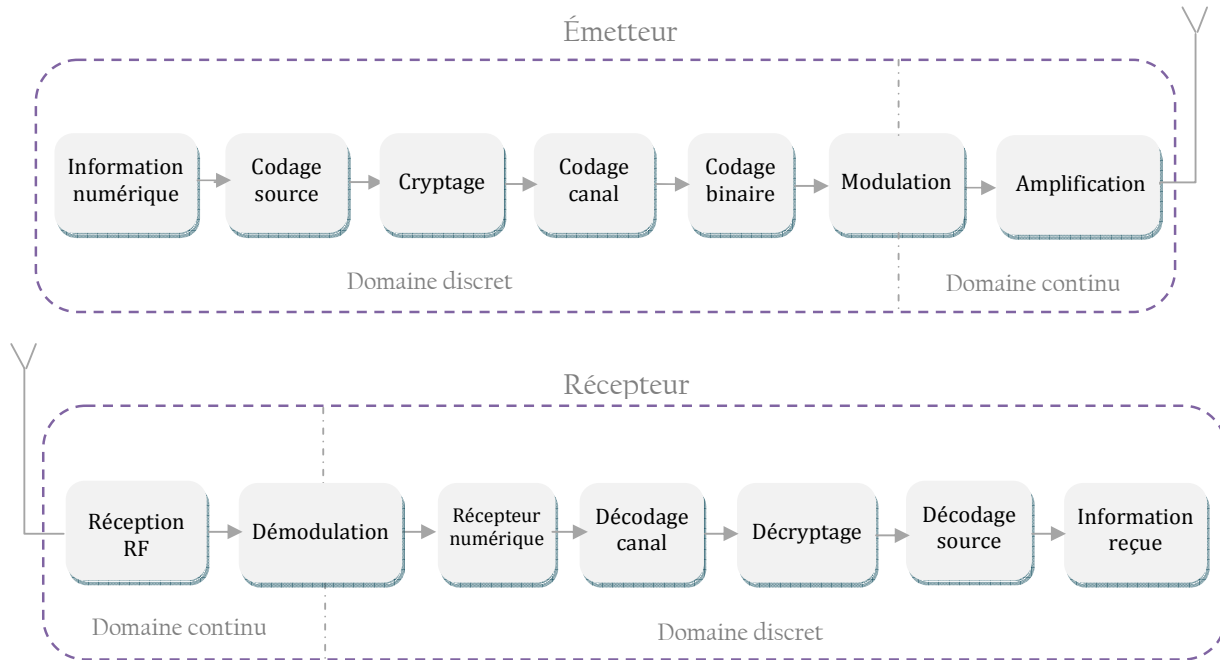 Émetteur
Information
numérique
Codage
source
Cryptage
Codage
canal
Codage
binaire
Modulation
Amplification
Domaine discret
Domaine continu
Récepteur
Réception
RF
Démodulation
Récepteur
numérique
Décodage
canal
Décryptage
Décodage
source
Information
reçue
Domaine continu
Domaine discret